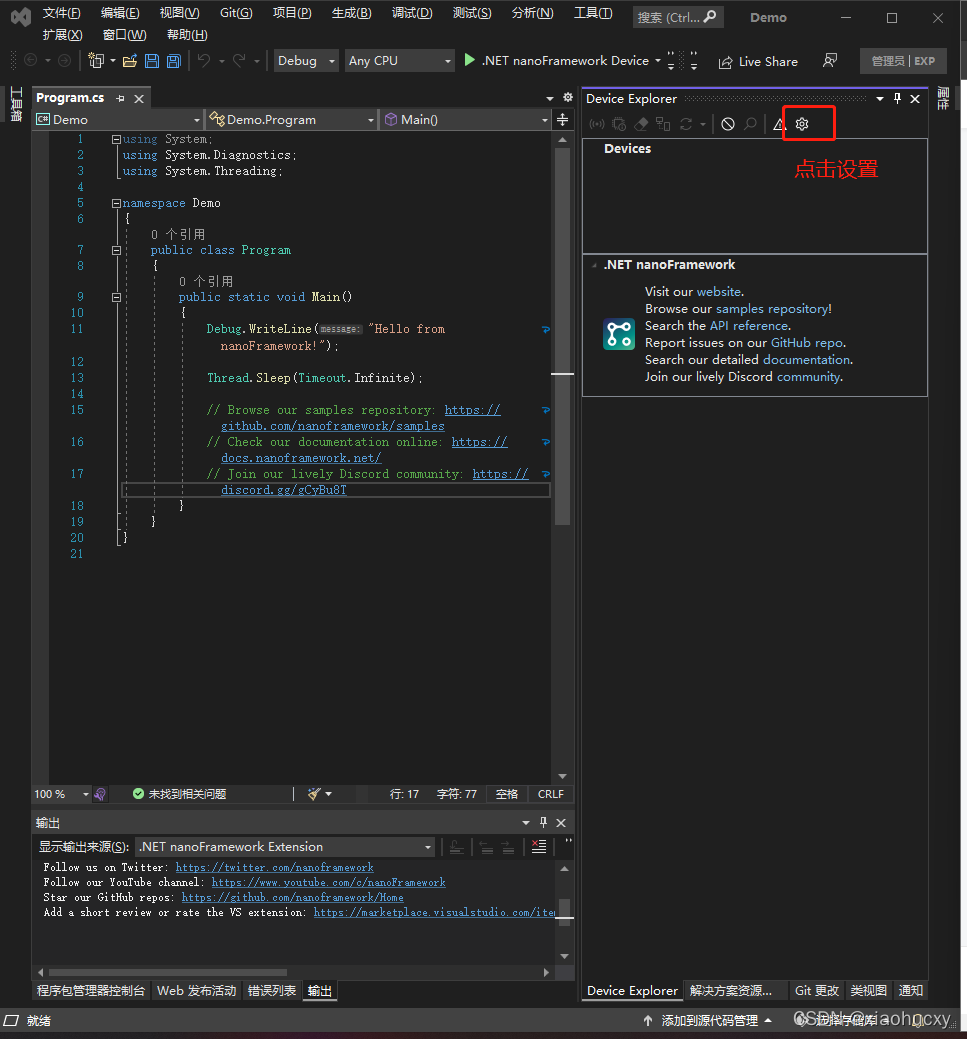 文件(F) 编辑(E) 视图(V) Git(G) 项目(P) 生成(B) 调试(D) 测试(S) 分析(N) 工具(T) 搜索 (Ctrl... Demo
扩展(X) 窗口(W) 帮助(H)
Debug Any CPU .NET nanoFramework Device Live Share 管理员 | EXP
工具箱
Program.cs
Demo Demo.Program Main()
1 using System;
2 using System.Diagnostics;
3 using System.Threading;
4
5 namespace Demo
6 {
0 个引用
7 public class Program
8 {
0 个引用
9 public static void Main()
10 {
11 Debug.WriteLine(message: "Hello from
nanoFramework!");
12
13 Thread.Sleep(Timeout.Infinite);
14
15 // Browse our samples repository: https://
github.com/nanoframework/samples
16 // Check our documentation online: https://
docs.nanoframework.net/
17 // Join our lively Discord community: https://
discord.gg/gCyBu8T
18 }
19 }
20 }
21
100 % 未找到相关问题 行: 17 字符: 77 空格 CRLF
输出
显示输出来源(S): .NET nanoFramework Extension
Follow us on Twitter: https://twitter.com/nanoframework
Follow our YouTube channel: https://www.youtube.com/c/nanoFramework
Star our GitHub repos: https://github.com/nanoframework/Home
Add a short review or rate the VS extension: https://marketplace.visualstudio.com/ite
程序包管理器控制台 Web 发布活动 错误列表 输出
Device Explorer
属性
点击设置
Devices
.NET nanoFramework
Visit our website.
Browse our samples repository!
Search the API reference.
Report issues on our GitHub repo.
Search our detailed documentation.
Join our lively Discord community.
Device Explorer 解决方案资源... Git 更改 类视图 通知
就绪 添加到源代码管理 选择存储库
CSDN @xiaohucxy